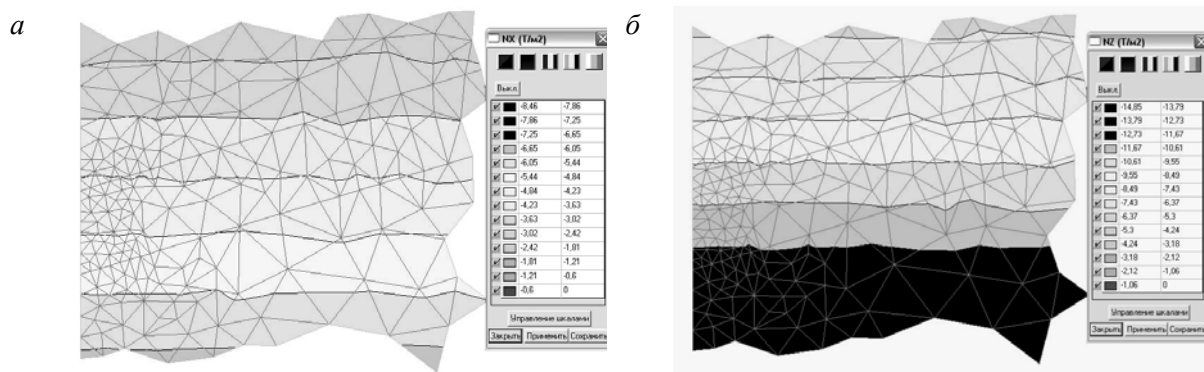 а
NX (Т/м2)
Выкл.
-8,46 -7,86
-7,86 -7,25
-7,25 -6,65
-6,65 -6,05
-6,05 -5,44
-5,44 -4,84
-4,84 -4,23
-4,23 -3,63
-3,63 -3,02
-3,02 -2,42
-2,42 -1,81
-1,81 -1,21
-1,21 -0,6
-0,6 0
Управление шкалами
Закрыть Применить Сохранить
б
NZ (Т/м2)
Выкл.
-14,85 -13,79
-13,79 -12,73
-12,73 -11,67
-11,67 -10,61
-10,61 -9,55
-9,55 -8,49
-8,49 -7,43
-7,43 -6,37
-6,37 -5,3
-5,3 -4,24
-4,24 -3,18
-3,18 -2,12
-2,12 -1,06
-1,06 0
Управление шкалами
Закрыть Применить Сохранить